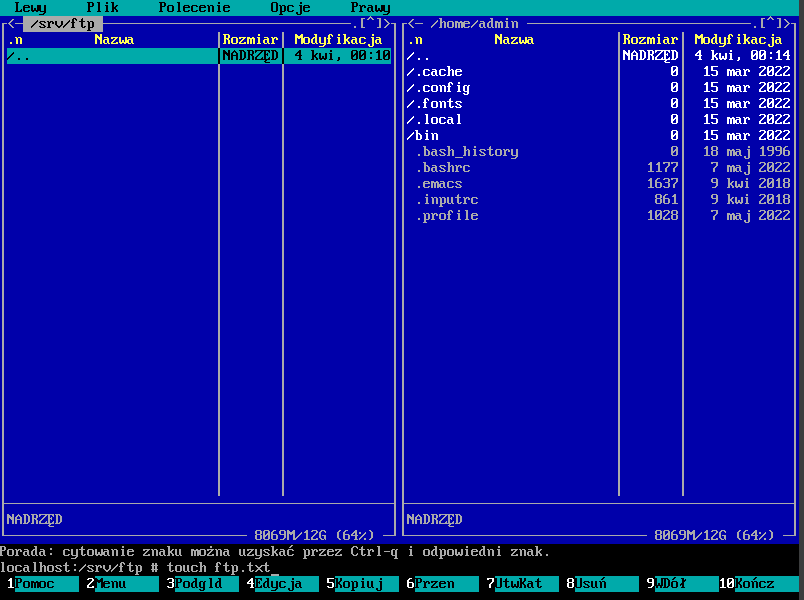 Lewy Plik Polecenie Opcje Prawy
<─ /srv/ftp .[^]>
.n Nazwa Rozmiar Modyfikacja
/.. NADRZĘD 4 kwi, 00:10
NADRZĘD
8069M/12G (64%)
<─ /home/admin .[^]>
.n Nazwa Rozmiar Modyfikacja
/.. NADRZĘD 4 kwi, 00:14
/.cache 0 15 mar 2022
/.config 0 15 mar 2022
/.fonts 0 15 mar 2022
/.local 0 15 mar 2022
/bin 0 15 mar 2022
.bash_history 0 18 maj 1996
.bashrc 1177 7 maj 2022
.emacs 1637 9 kwi 2018
.inputrc 861 9 kwi 2018
.profile 1028 7 maj 2022
NADRZĘD
8069M/12G (64%)
Porada: cytowanie znaku można uzyskać przez Ctrl-q i odpowiedni znak.
localhost:/srv/ftp # touch ftp.txt_
1Pomoc 2Menu 3Podgld 4Edycja 5Kopiuj 6Przen 7UtwKat 8Usuń 9WDół 10Kończ